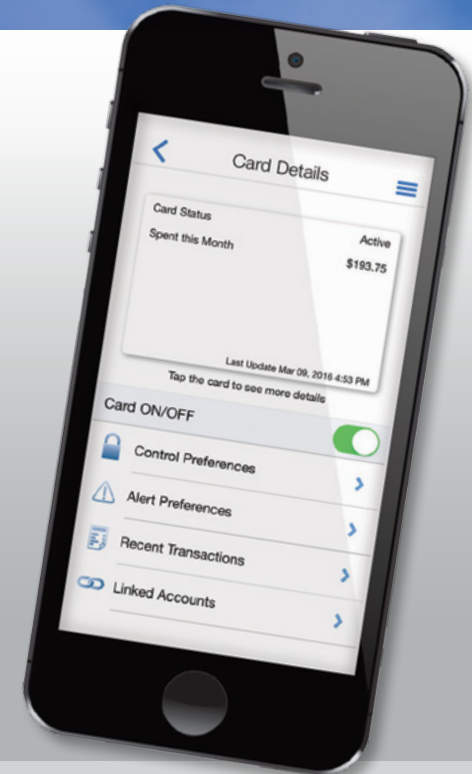 Card Details
Card Status Active
Spent this Month $193.75
Last Update Mar 09, 2016 4:53 PM
Tap the card to see more details
Card ON/OFF
Control Preferences
Alert Preferences
Recent Transactions
Linked Accounts